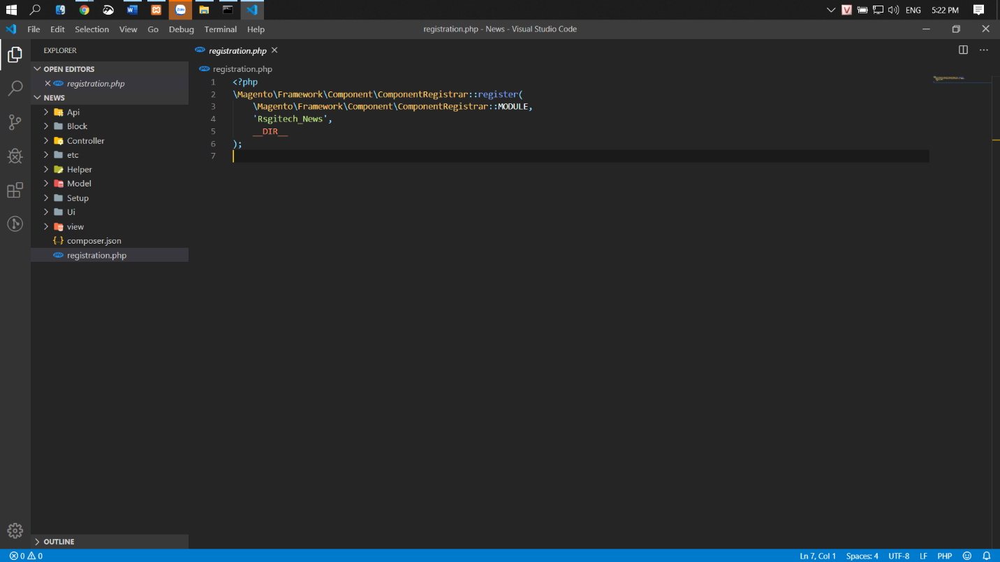 ENG
5:22 PM
File Edit Selection View Go Debug Terminal Help
registration.php - News - Visual Studio Code
EXPLORER
OPEN EDITORS
registration.php
NEWS
Api
Block
Controller
etc
Helper
Model
Setup
Ui
view
composer.json
registration.php
OUTLINE
registration.php
registration.php
1 <?php
2 \Magento\Framework\Component\ComponentRegistrar::register(
3 \Magento\Framework\Component\ComponentRegistrar::MODULE,
4 'Rsgitech_News',
5 __DIR__
6 );
7
0 0
Ln 7, Col 1 Spaces: 4 UTF-8 LF PHP